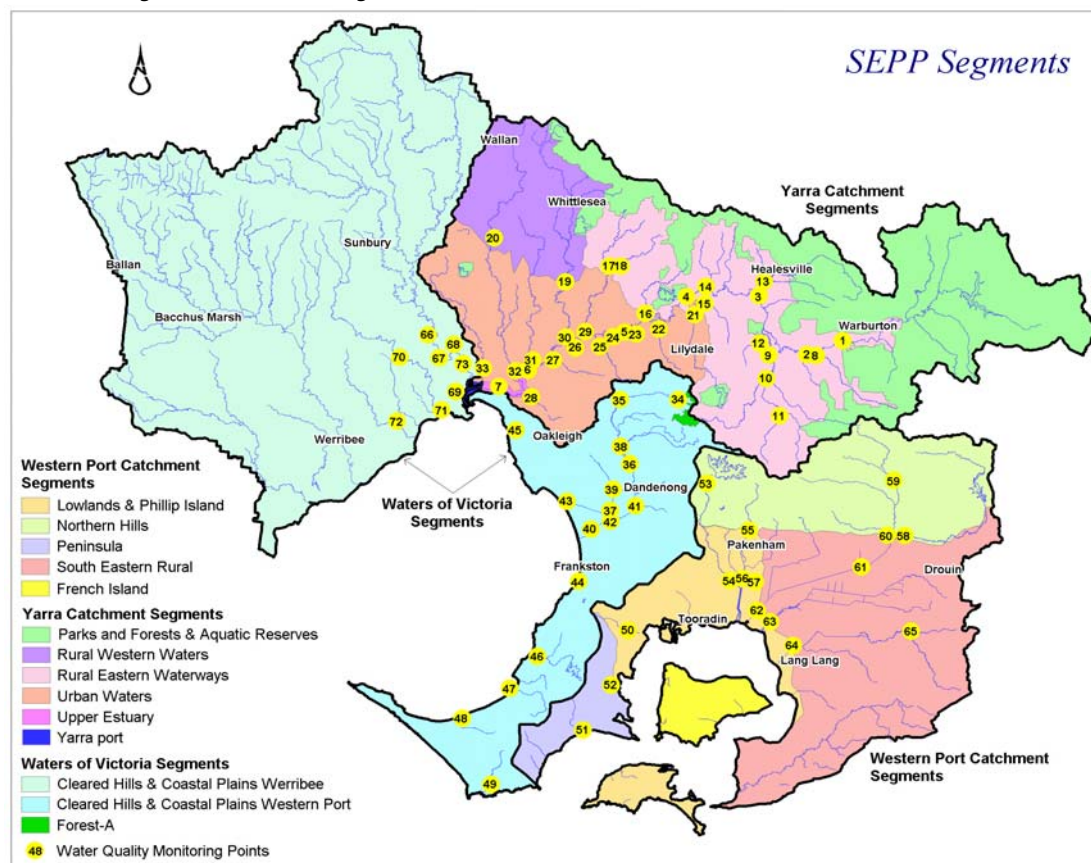 SEPP Segments
Wallan
Whittlesea
Yarra Catchment
Segments
20
Sunbury
1718
Healesville
13
Ballan
19
14
4
3
15
Bacchus Marsh
16
21
Warburton
66
68
30
29
24
5
23
22
12
1
70
67
26
25
Lilydale
9
2
8
73
33
31
27
32
6
10
69
7
28
35
34
11
72
71
45
Oakleigh
Werribee
38
36
Dandenong
53
59
Waters of Victoria
Segments
43
39
41
37
42
40
55
60
58
Pakenham
Drouin
Frankston
44
54
56
57
61
Tooradin
62
63
50
64
65
Lang Lang
46
47
52
48
51
49
Western Port Catchment
Segments
Western Port Catchment
Segments
Lowlands & Phillip Island
Northern Hills
Peninsula
South Eastern Rural
French Island
Yarra Catchment Segments
Parks and Forests & Aquatic Reserves
Rural Western Waters
Rural Eastern Waterways
Urban Waters
Upper Estuary
Yarra port
Waters of Victoria Segments
Cleared Hills & Coastal Plains Werribee
Cleared Hills & Coastal Plains Western Port
Forest-A
48 Water Quality Monitoring Points